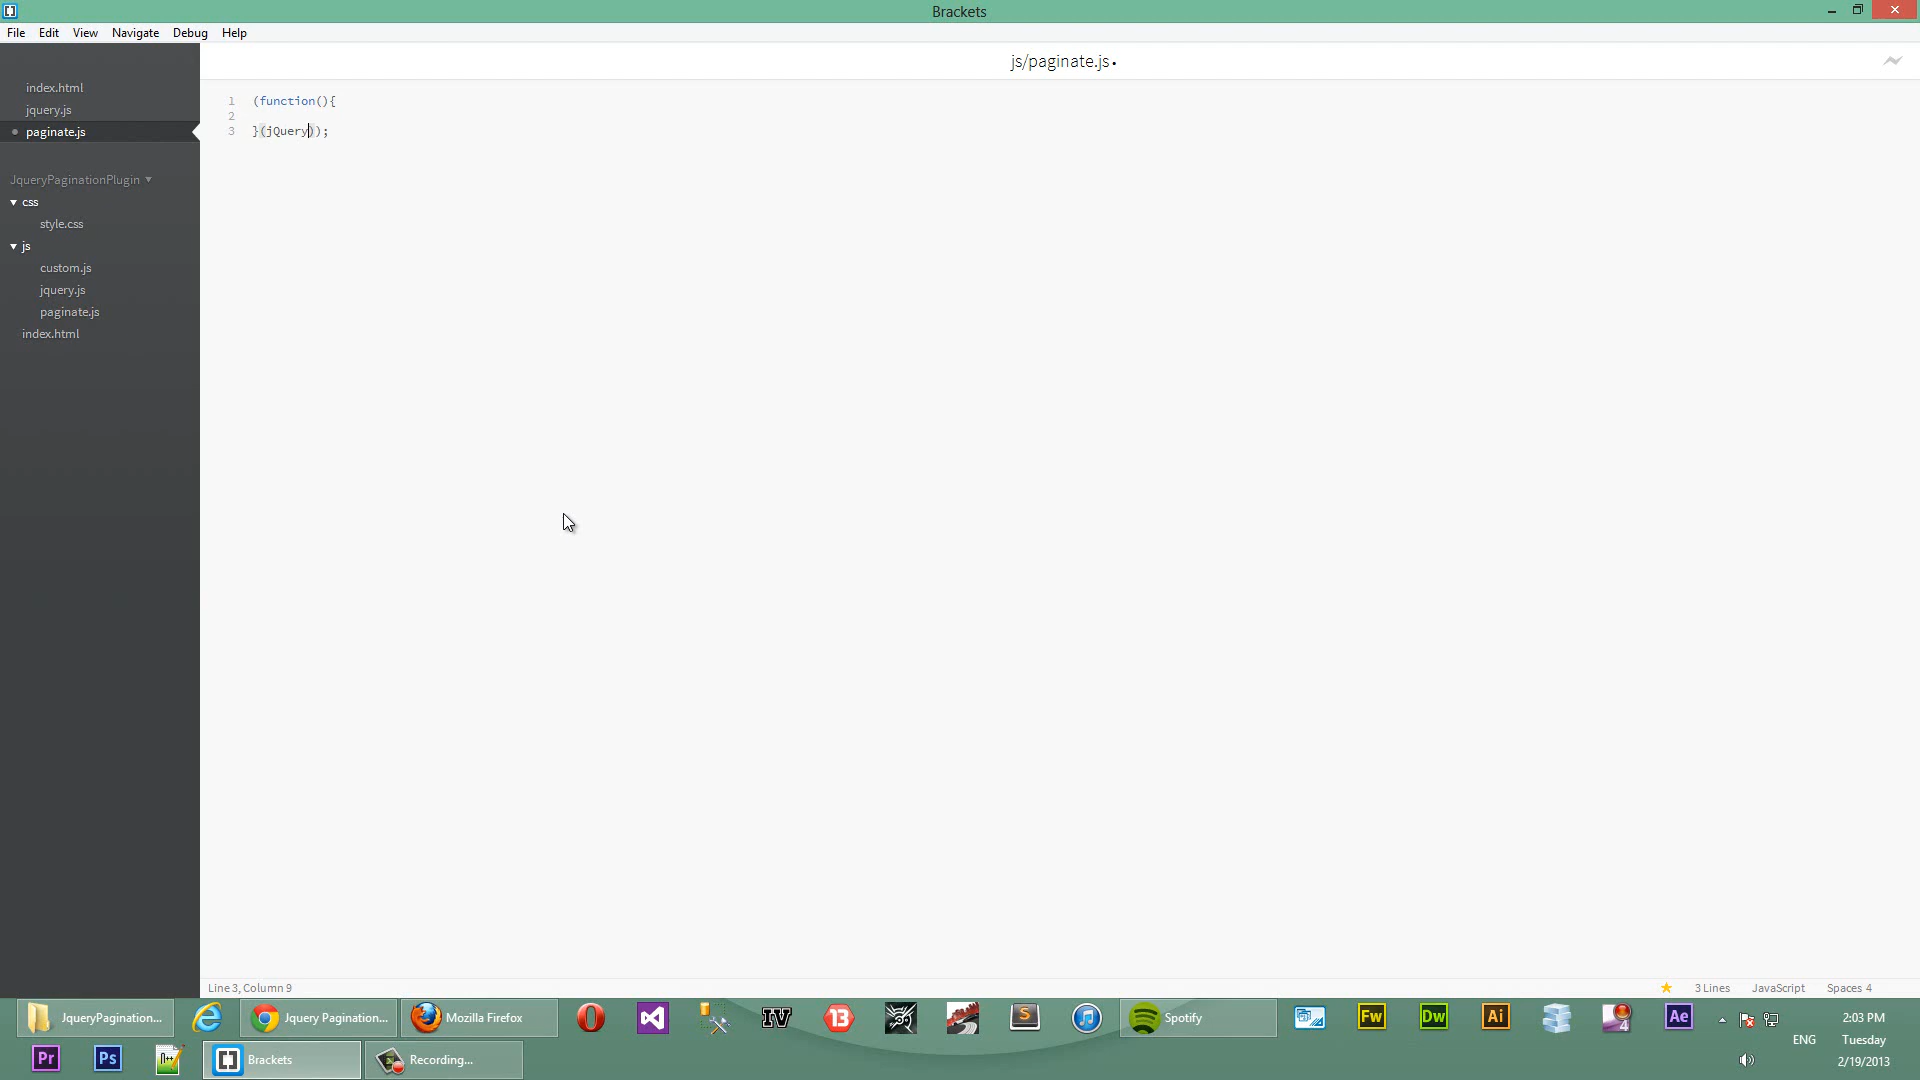 Brackets
File Edit View Navigate Debug Help
js/paginate.js •
index.html
jquery.js
paginate.js
JqueryPaginationPlugin
css
style.css
js
custom.js
jquery.js
paginate.js
index.html
1 (function(){
2
3 }(jQuery));
Line 3, Column 9
3 Lines JavaScript Spaces 4
JqueryPagination... Jquery Pagination... Mozilla Firefox IV 13 S Spotify Fw Dw Ai 4 Ae
2:03 PM
ENG Tuesday
2/19/2013
Pr Ps Brackets Recording...